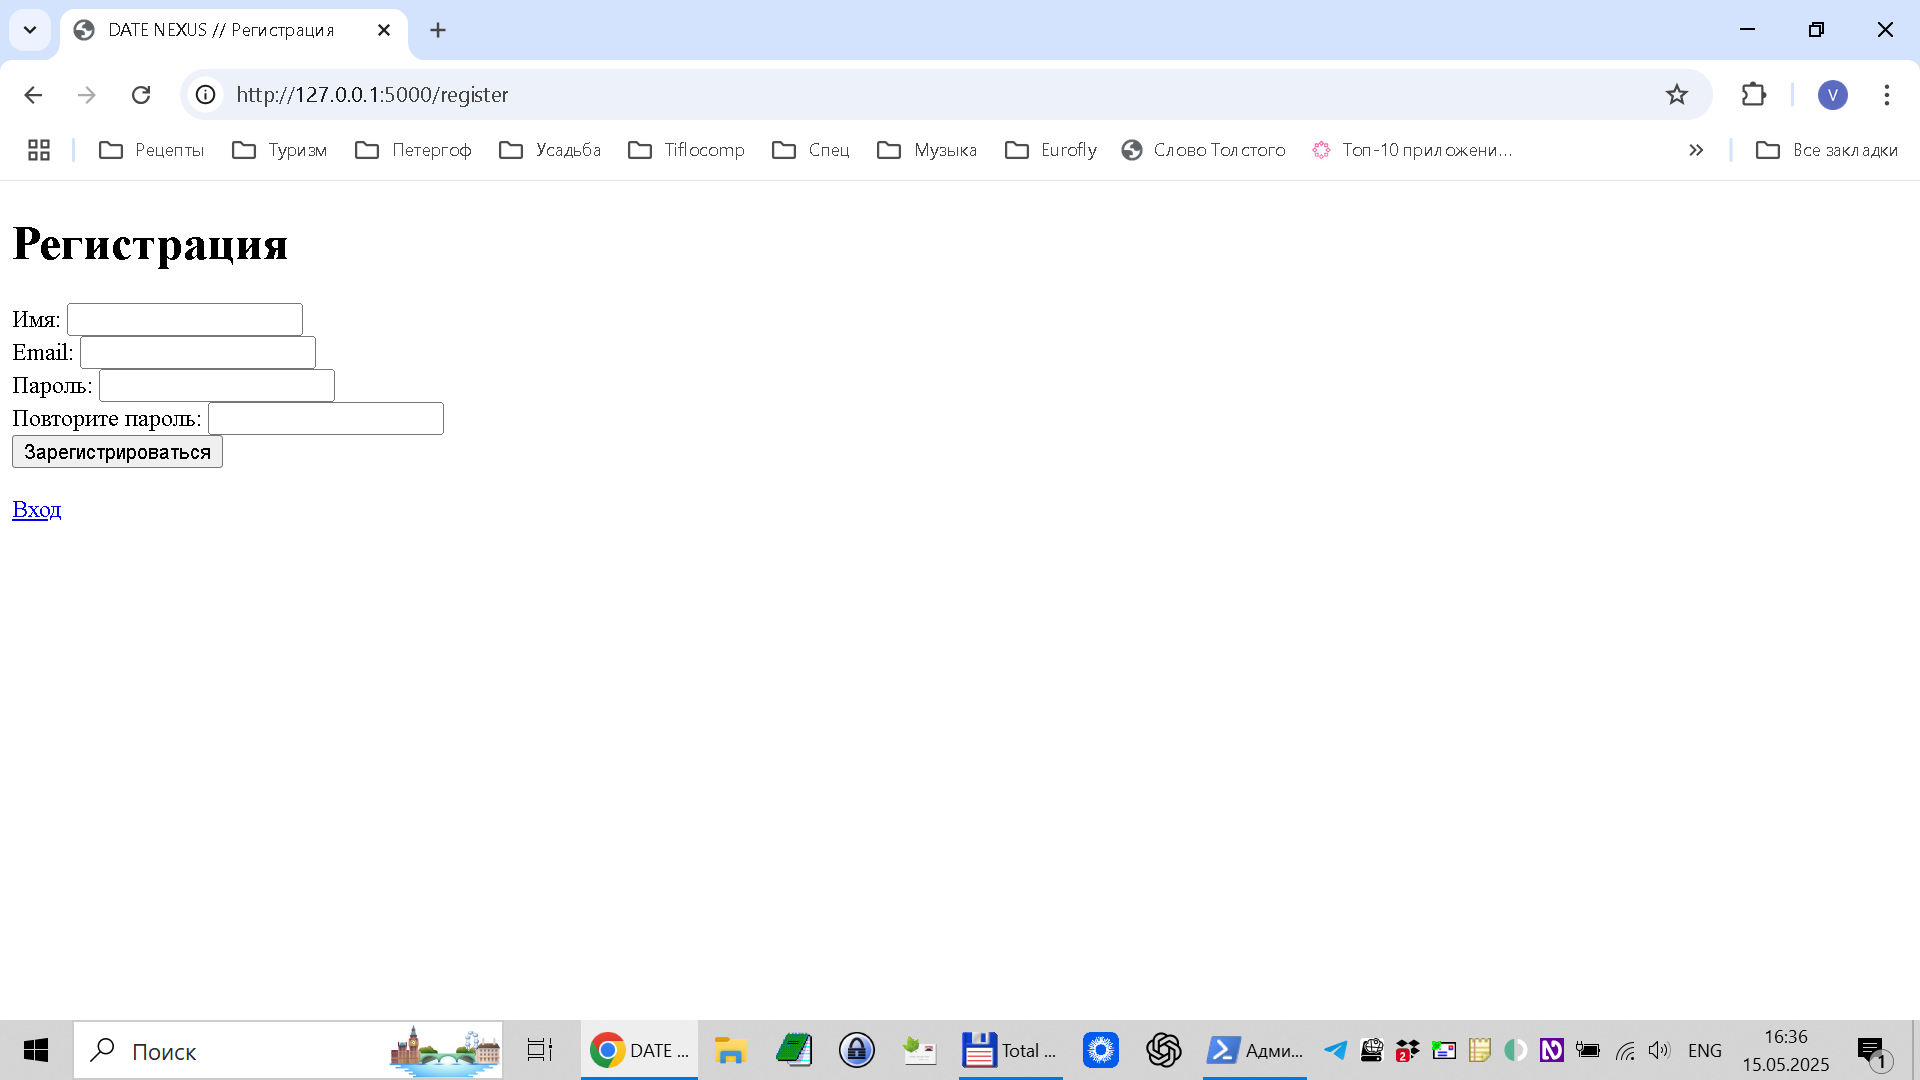 DATE NEXUS // Регистрация
http://127.0.0.1:5000/register
V
Рецепты
Туризм
Петергоф
Усадьба
Tiflocomp
Спец
Музыка
Eurofly
Слово Толстого
Топ-10 приложени...
Все закладки
Регистрация
Имя:
Email:
Пароль:
Повторите пароль:
Зарегистрироваться
Вход
Поиск
DATE ...
Total ...
Адми...
2
ENG
16:36
15.05.2025
1